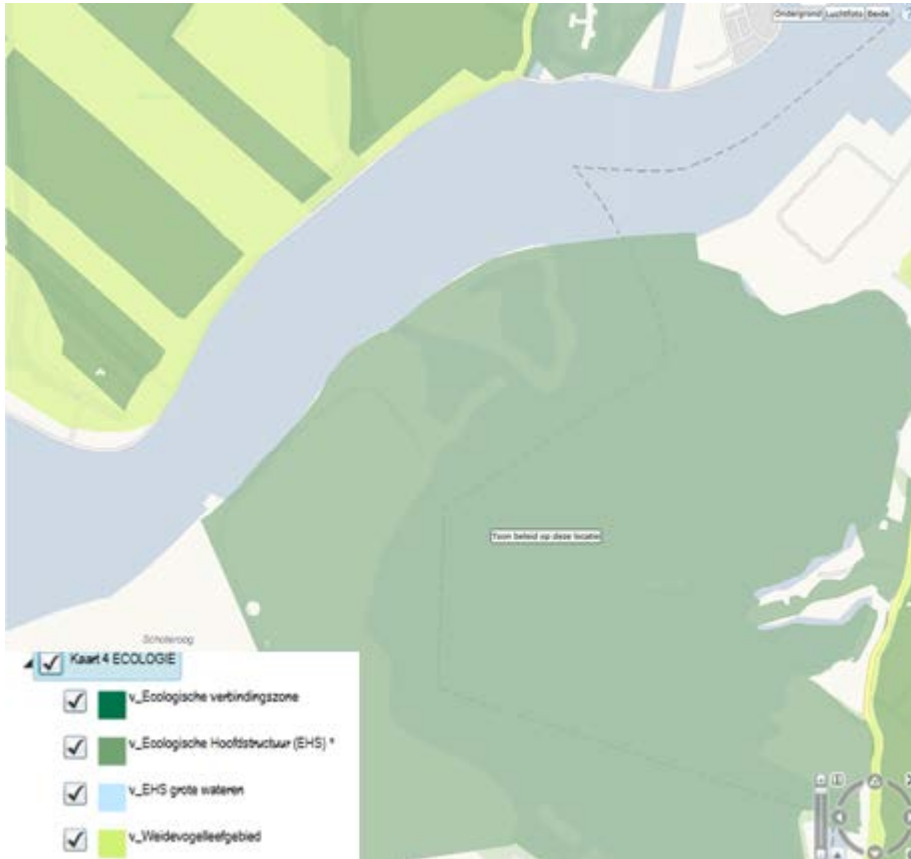 Ondergrond Luchtfoto Beide
Toon beleid op deze locatie
Schoteroog
Kaart 4 ECOLOGIE
v_Ecologische verbindingszone
v_Ecologische Hoofdstructuur (EHS) *
v_EHS grote wateren
v_Weidevogelleefgebied